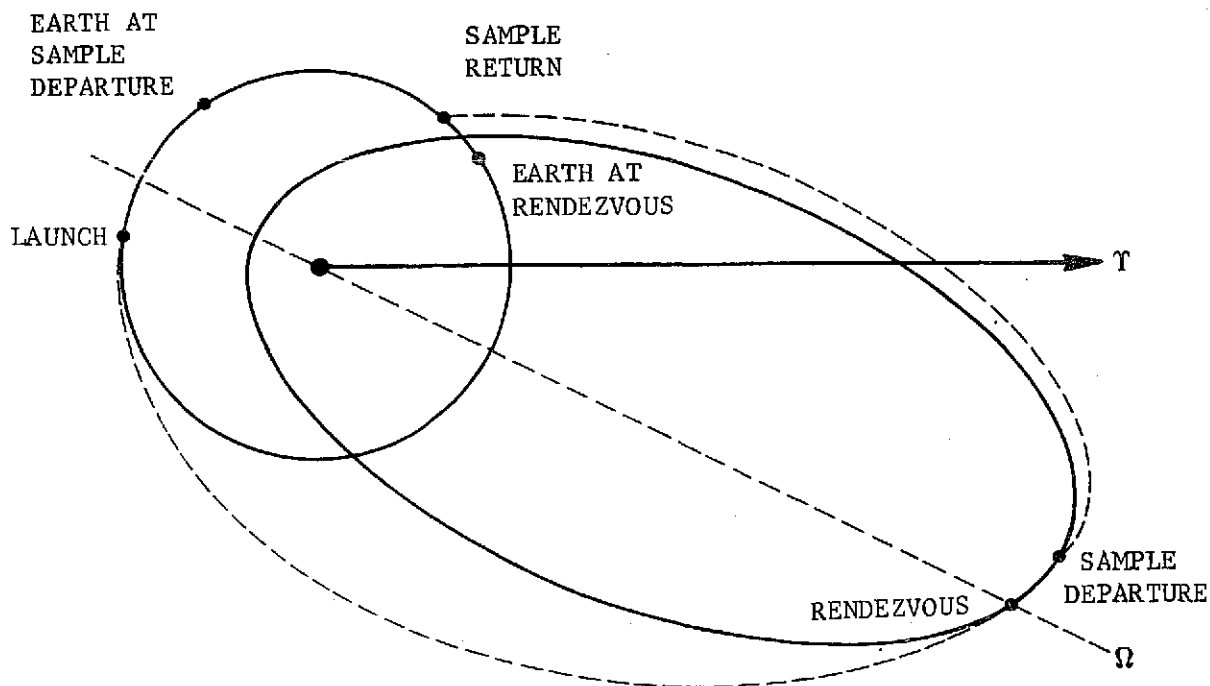 EARTH AT
SAMPLE
DEPARTURE
SAMPLE
RETURN
EARTH AT
RENDEZVOUS
LAUNCH
♈
SAMPLE
DEPARTURE
RENDEZVOUS
Ω